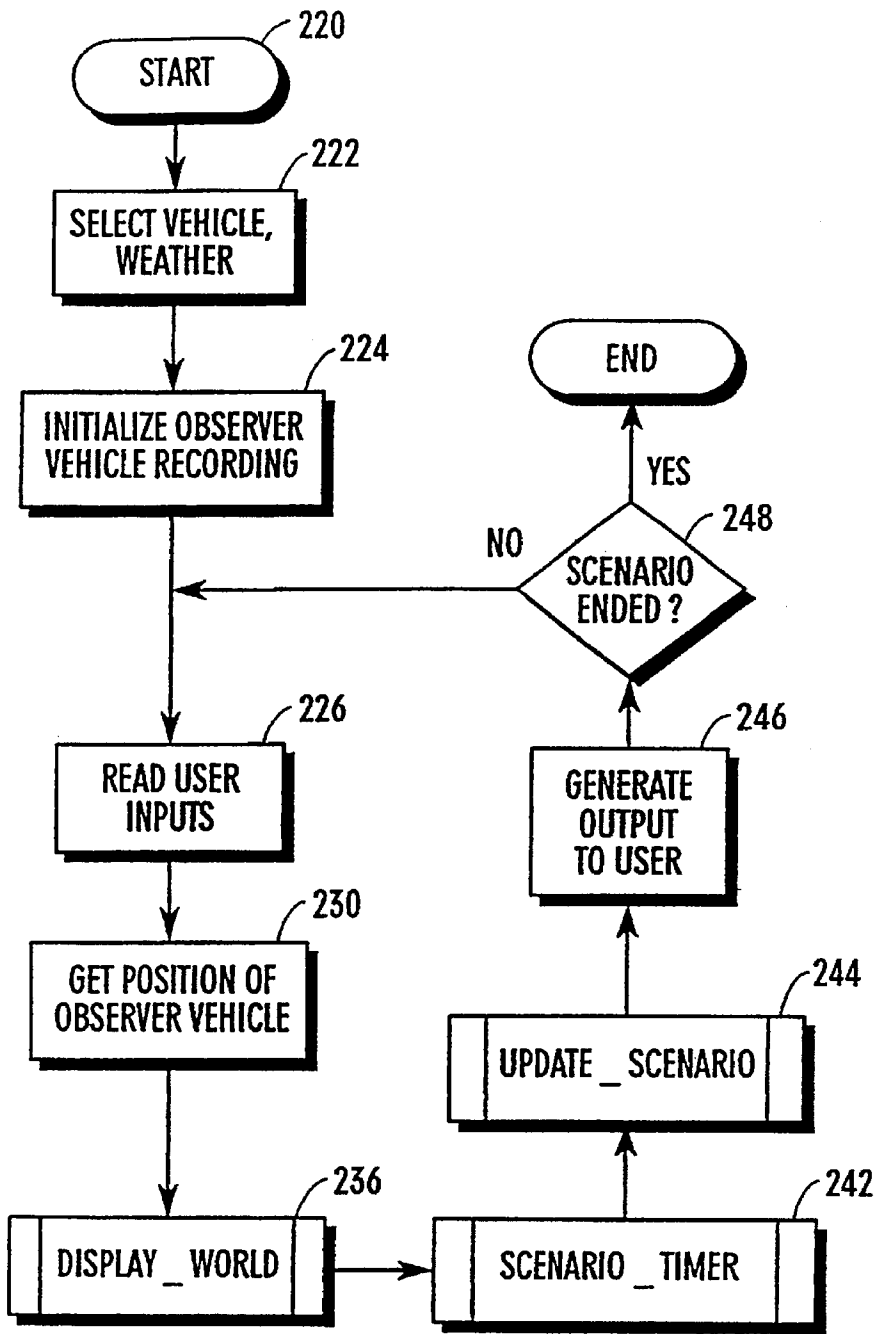 220
START
222
SELECT VEHICLE,
WEATHER
224
INITIALIZE OBSERVER
VEHICLE RECORDING
226
READ USER
INPUTS
230
GET POSITION OF
OBSERVER VEHICLE
236
DISPLAY _ WORLD
242
SCENARIO _ TIMER
244
UPDATE _ SCENARIO
246
GENERATE
OUTPUT
TO USER
248
SCENARIO
ENDED ?
NO
YES
END